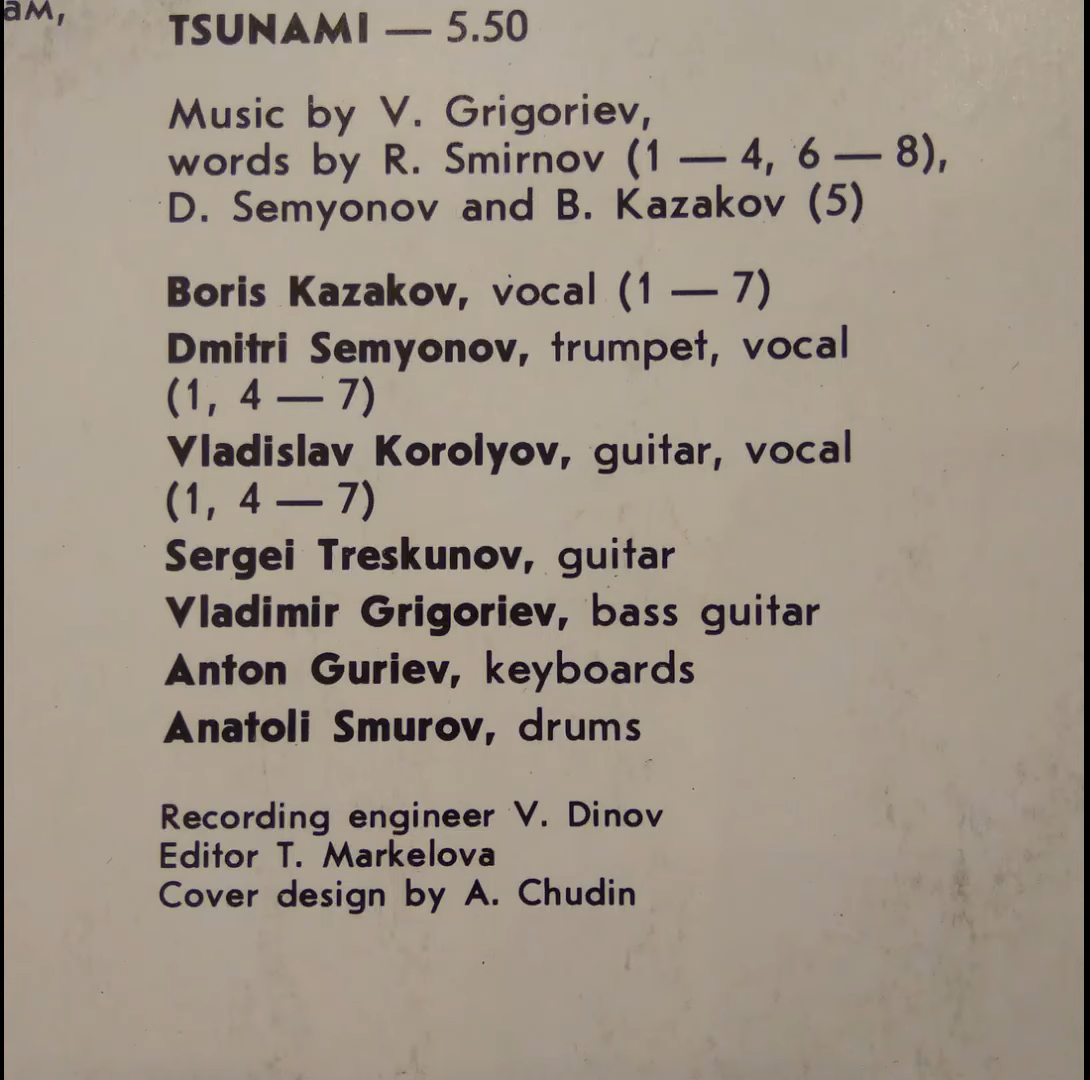 ам,
TSUNAMI — 5.50
Music by V. Grigoriev,
words by R. Smirnov (1 — 4, 6 — 8),
D. Semyonov and B. Kazakov (5)
Boris Kazakov, vocal (1 — 7)
Dmitri Semyonov, trumpet, vocal
(1, 4 — 7)
Vladislav Korolyov, guitar, vocal
(1, 4 — 7)
Sergei Treskunov, guitar
Vladimir Grigoriev, bass guitar
Anton Guriev, keyboards
Anatoli Smurov, drums
Recording engineer V. Dinov
Editor T. Markelova
Cover design by A. Chudin